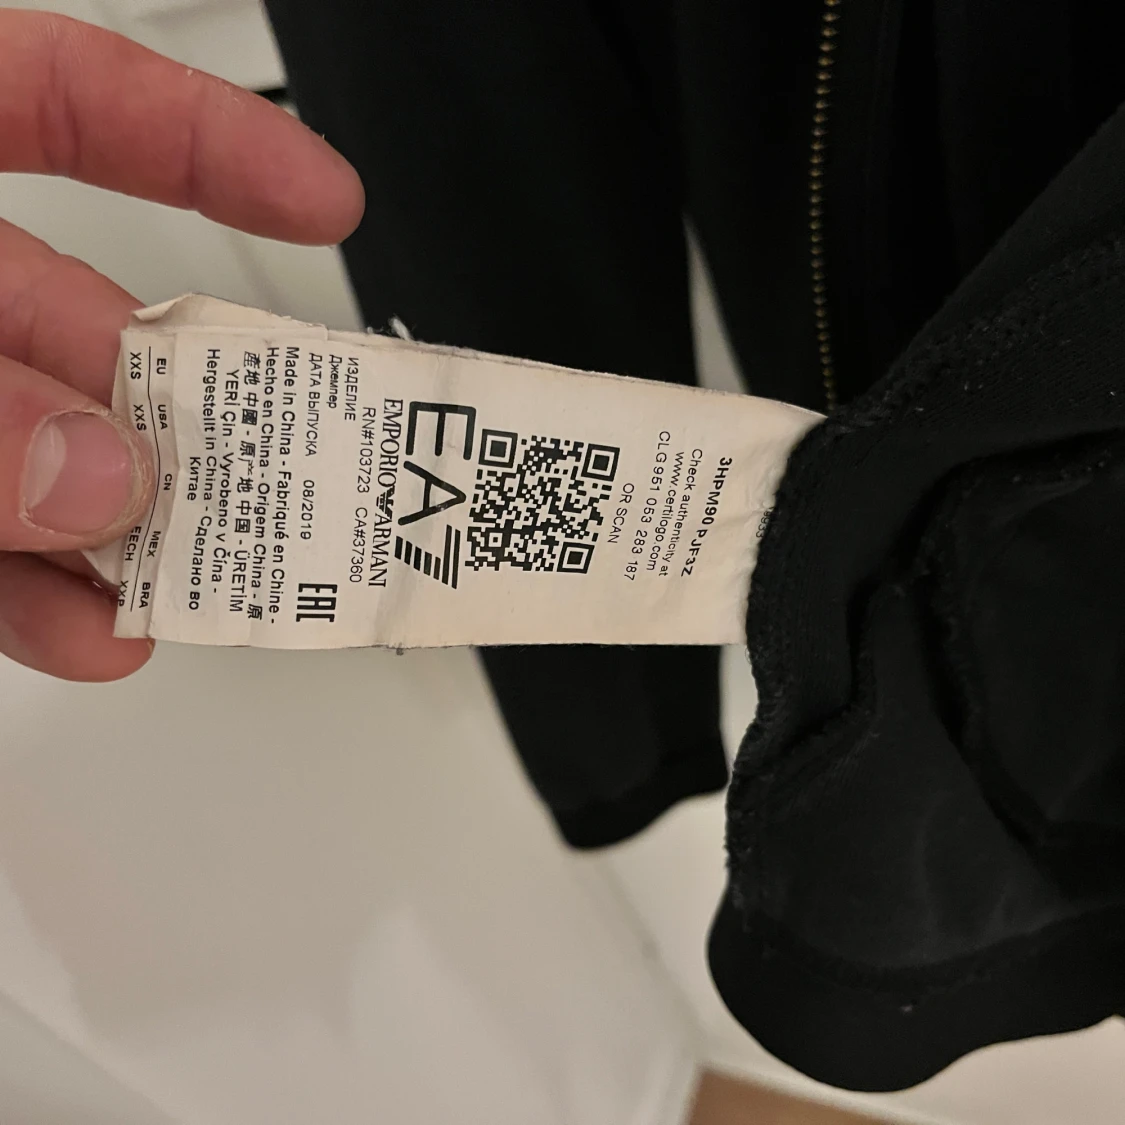 3HPM90 PJF3Z
Check authenticity at
www.certilogo.com
CLG 951 053 283 187
OR SCAN
EA7
EMPORIO ARMANI
RN#103723 CA#37360
ИЗДЕЛИЕ
Джемпер
ДАТА ВЫПУСКА 08/2019
EAC
Made in China - Fabriqué en Chine -
Hecho en China - Origem China - 原
産地 中國 - 原产地 中国 - ÜRETİM
YERİ Çin - Vyrobeno v Čína -
Hergestellt in China - Сделано во
Китае
EU USA CN MEX BRA
XXS XXS